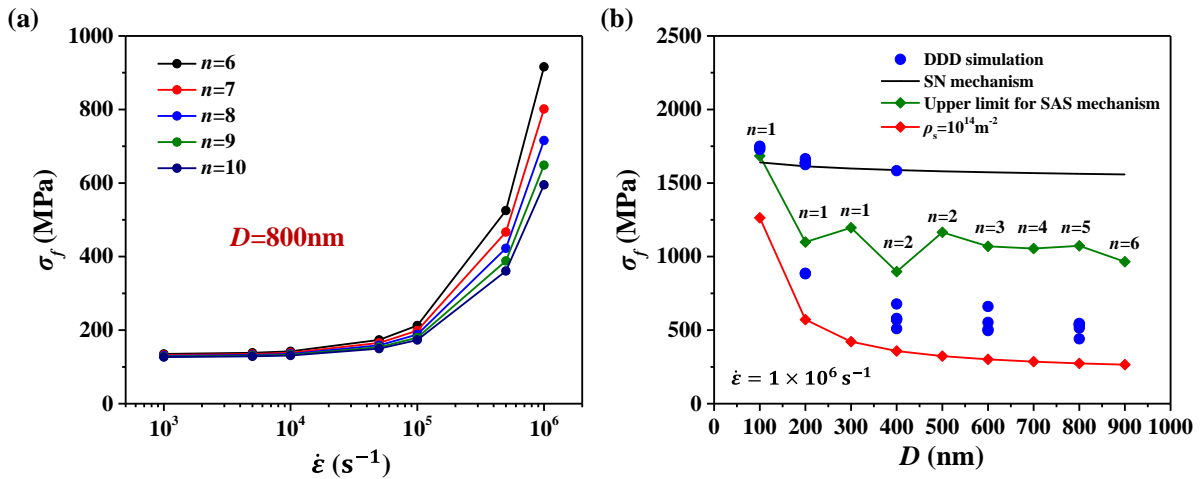 (a)
1000
800
600
400
200
0
σf (MPa)
n=6
n=7
n=8
n=9
n=10
D=800nm
10³
10⁴
10⁵
10⁶
ε̇ (s⁻¹)
(b)
2500
2000
1500
1000
500
0
σf (MPa)
DDD simulation
SN mechanism
Upper limit for SAS mechanism
ρs=10¹⁴m⁻²
n=1
n=1
n=1
n=2
n=2
n=3
n=4
n=5
n=6
ε̇ = 1 × 10⁶ s⁻¹
0 100 200 300 400 500 600 700 800 900 1000
D (nm)